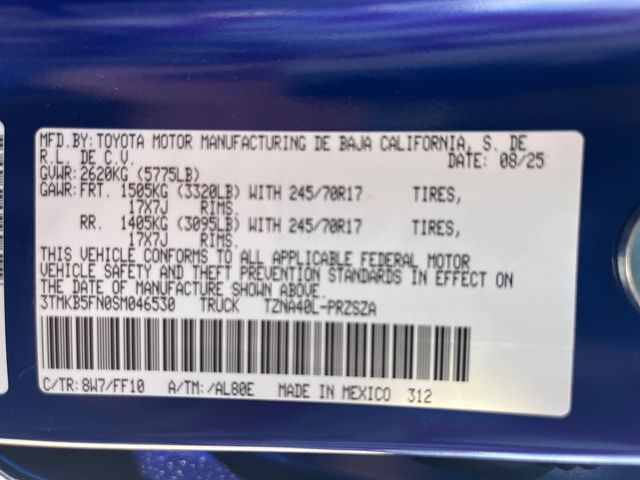 MFD.BY:TOYOTA MOTOR MANUFACTURING DE BAJA CALIFORNIA, S. DE
R.L. DE C.V. DATE: 08/25
GVWR:2620KG (5775LB)
GAWR:FRT. 1505KG (3320LB) WITH 245/70R17 TIRES,
17X7J RIMS.
RR. 1405KG (3095LB) WITH 245/70R17 TIRES,
17X7J RIMS.
THIS VEHICLE CONFORMS TO ALL APPLICABLE FEDERAL MOTOR
VEHICLE SAFETY AND THEFT PREVENTION STANDARDS IN EFFECT ON
THE DATE OF MANUFACTURE SHOWN ABOVE.
3TMKB5FN0SM046530 TRUCK TZNA40L-PRZSZA
C/TR: 8W7/FF10 A/TM: /AL80E MADE IN MEXICO 312